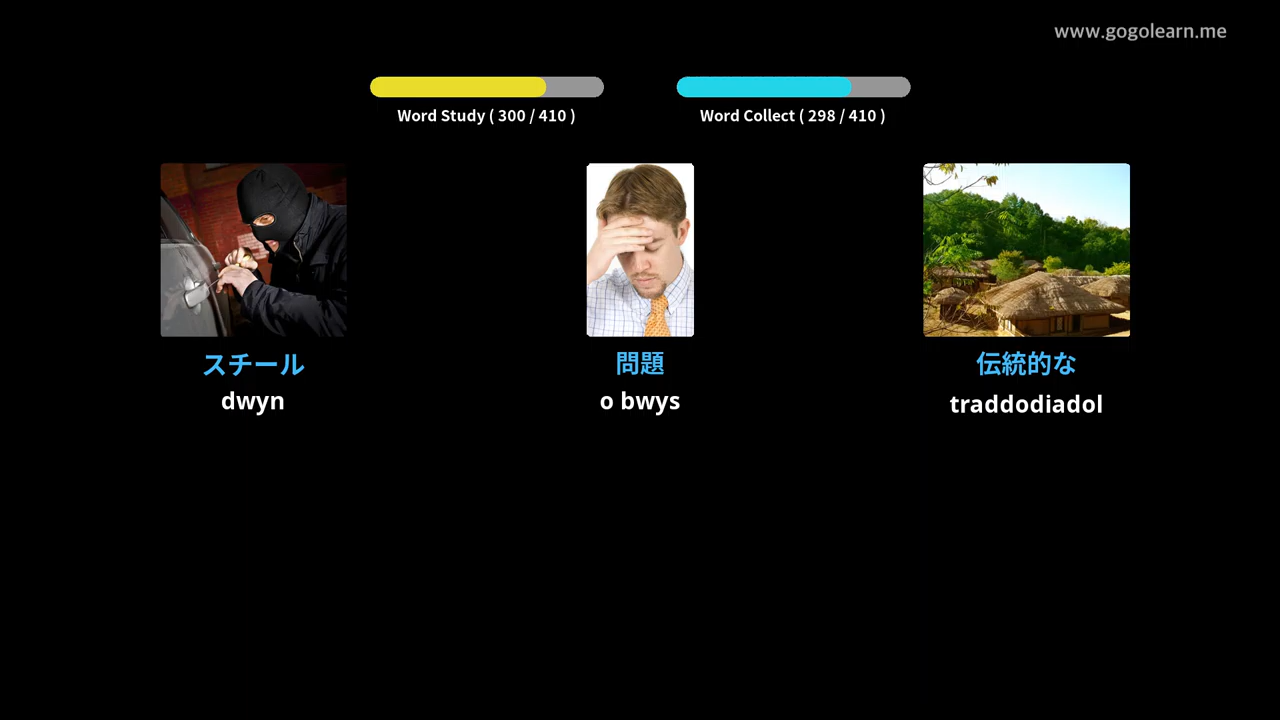 www.gogolearn.me
Word Study ( 300 / 410 )
Word Collect ( 298 / 410 )
スチール
dwyn
問題
o bwys
伝統的な
traddodiadol